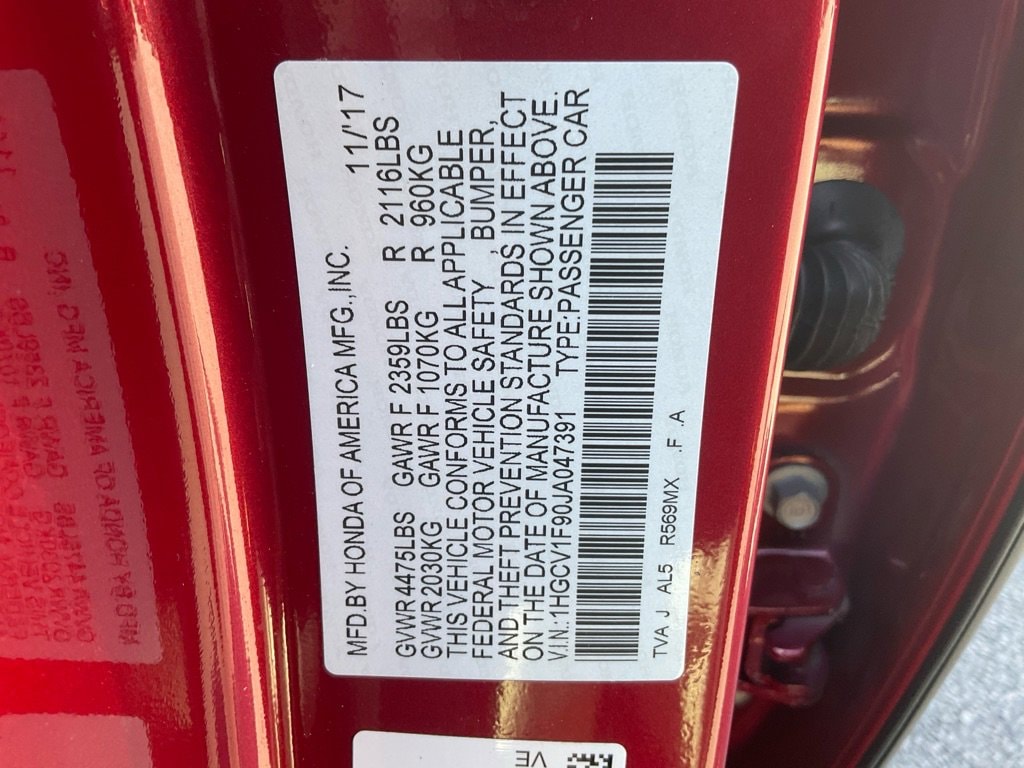 MFD.BY HONDA OF AMERICA MFG.,INC. 11/'17
GVWR4475LBS GAWR F 2359LBS R 2116LBS
GVWR2030KG GAWR F 1070KG R 960KG
THIS VEHICLE CONFORMS TO ALL APPLICABLE
FEDERAL MOTOR VEHICLE SAFETY BUMPER,
AND THEFT PREVENTION STANDARDS, IN EFFECT
ON THE DATE OF MANUFACTURE SHOWN ABOVE.
V.I.N.: 1HGCV1F90JA047391 TYPE:PASSENGER CAR
TVA J AL5 R569MX .F .A
VE